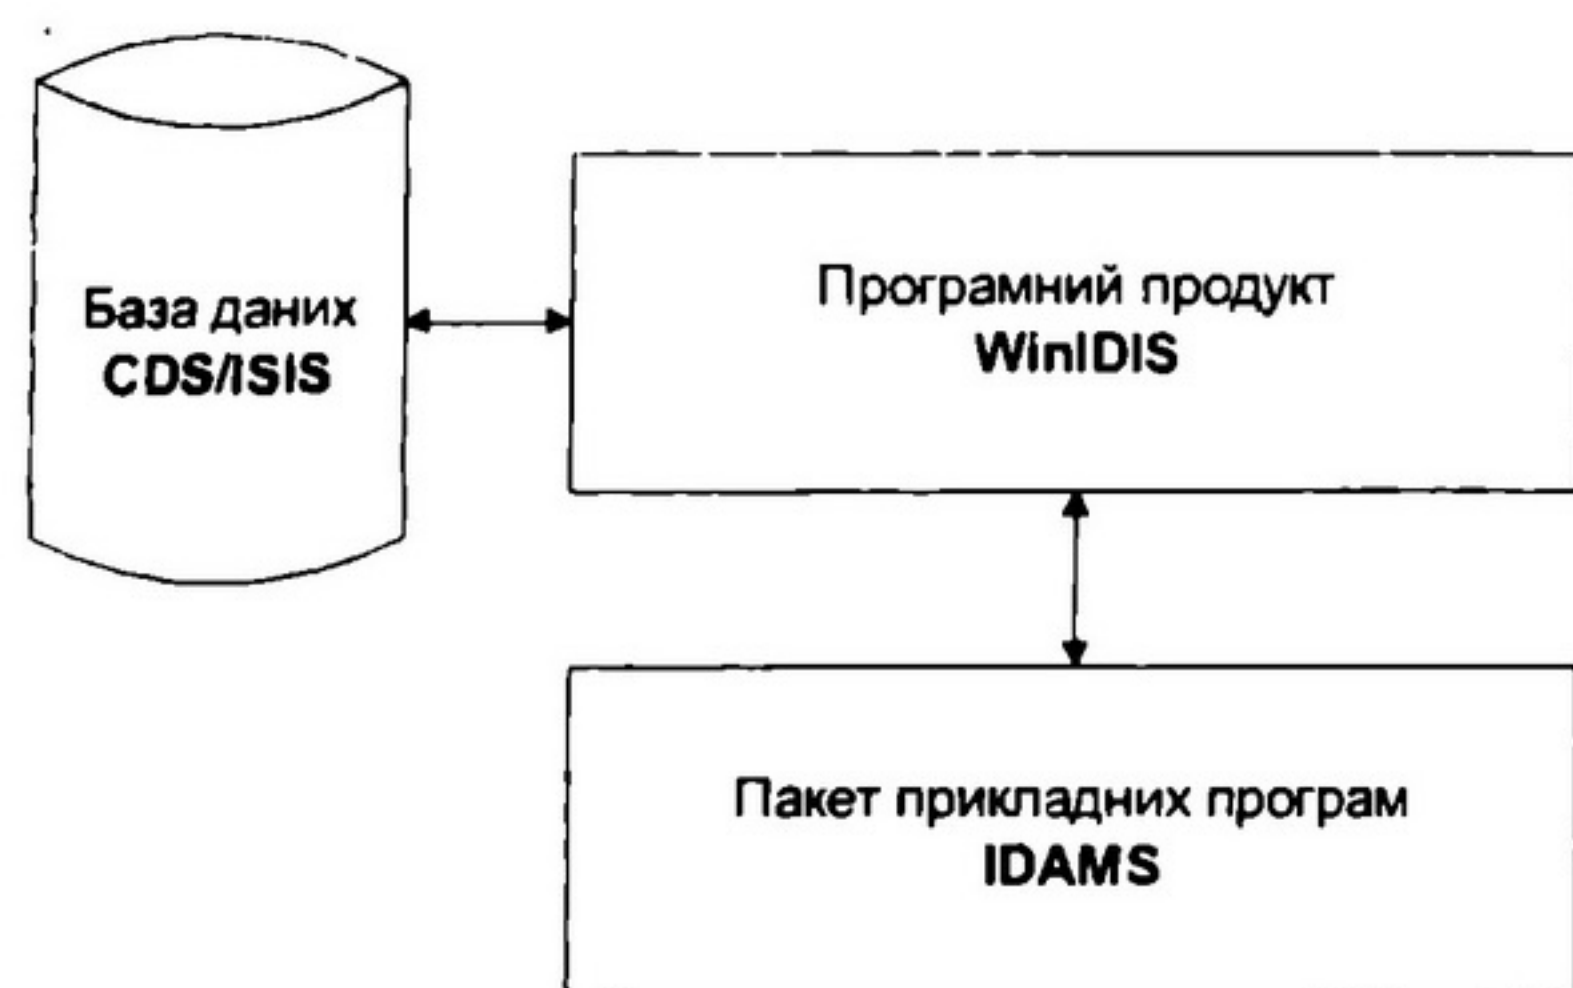 База даних
CDS/ISIS
Програмний продукт
WinIDIS
Пакет прикладних програм
IDAMS